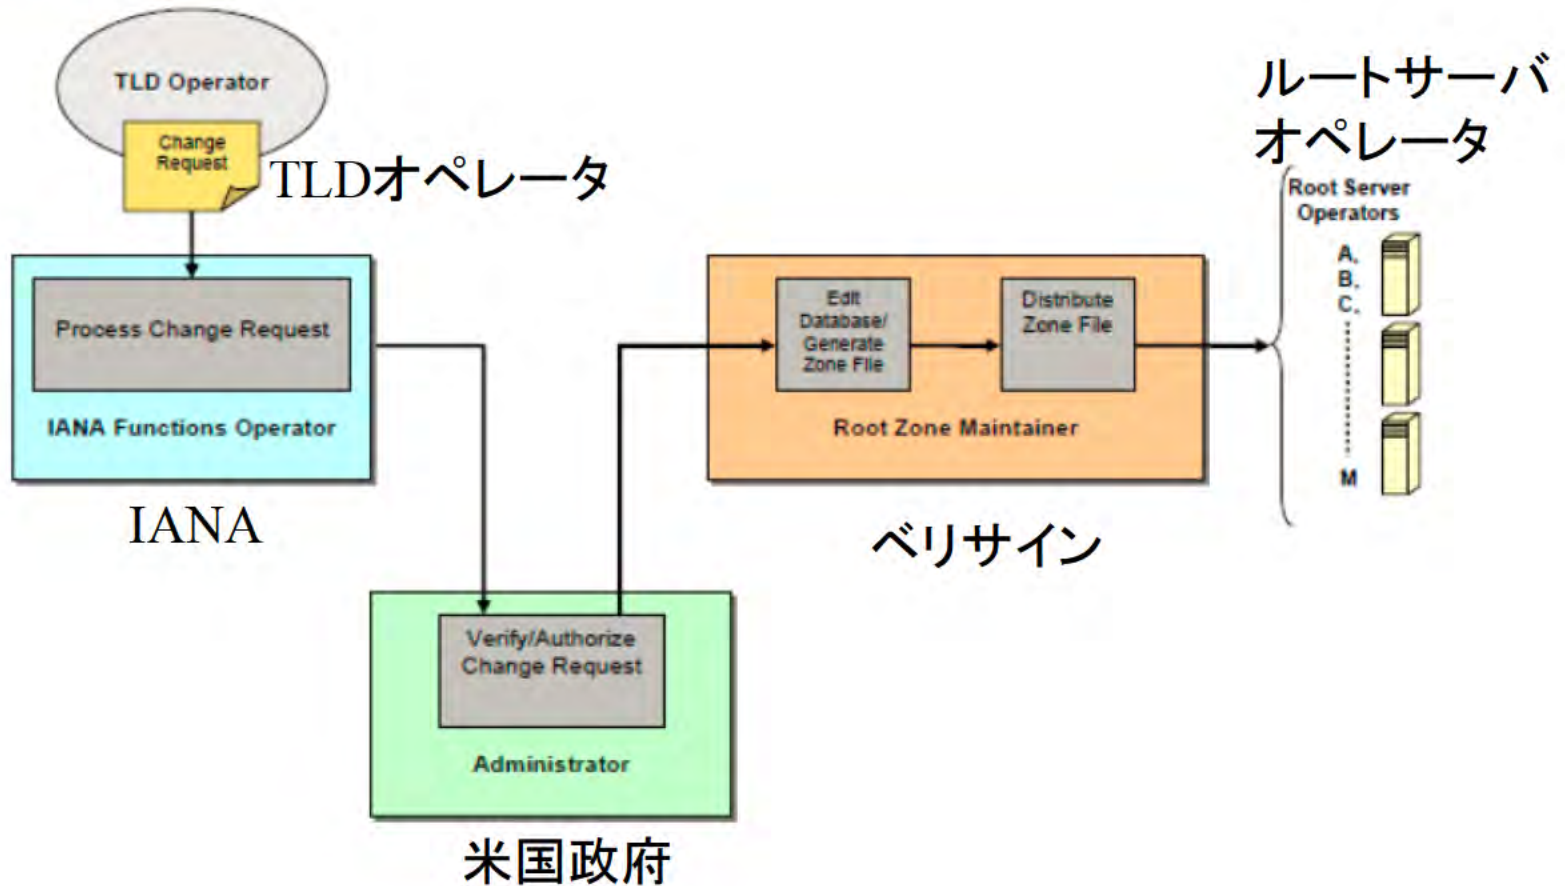 TLD Operator
Change
Request
TLDオペレータ
Process Change Request
IANA Functions Operator
IANA
Verify/Authorize
Change Request
Administrator
米国政府
Edit
Database/
Generate
Zone File
Distribute
Zone File
Root Zone Maintainer
ベリサイン
ルートサーバ
オペレータ
Root Server
Operators
A,
B,
C,
M